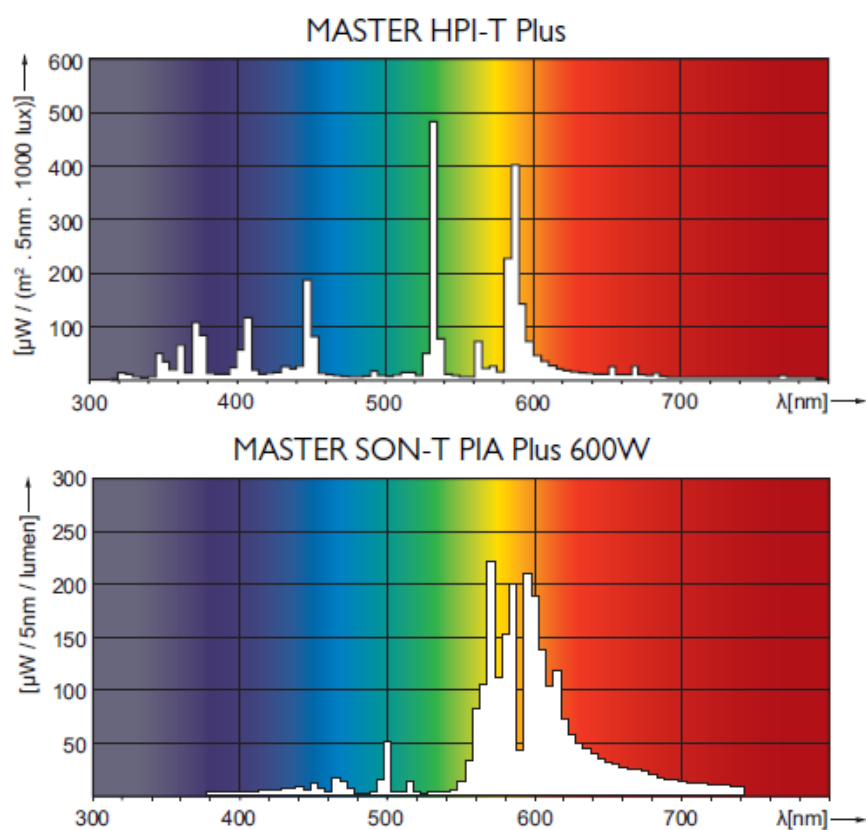 MASTER HPI-T Plus
[µW / (m² . 5nm . 1000 lux)]
600
500
400
300
200
100
300 400 500 600 700 λ[nm]
MASTER SON-T PIA Plus 600W
[µW / 5nm / lumen]
300
250
200
150
100
50
300 400 500 600 700 λ[nm]